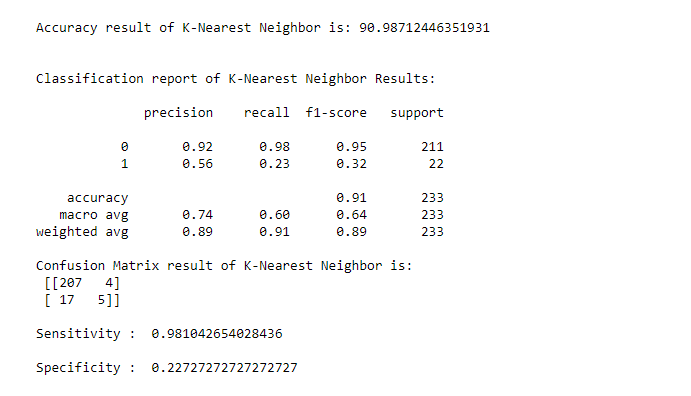 Accuracy result of K-Nearest Neighbor is: 90.98712446351931
Classification report of K-Nearest Neighbor Results:
precision recall f1-score support
0 0.92 0.98 0.95 211
1 0.56 0.23 0.32 22
accuracy 0.91 233
macro avg 0.74 0.60 0.64 233
weighted avg 0.89 0.91 0.89 233
Confusion Matrix result of K-Nearest Neighbor is:
[[207 4]
[ 17 5]]
Sensitivity : 0.981042654028436
Specificity : 0.22727272727272727